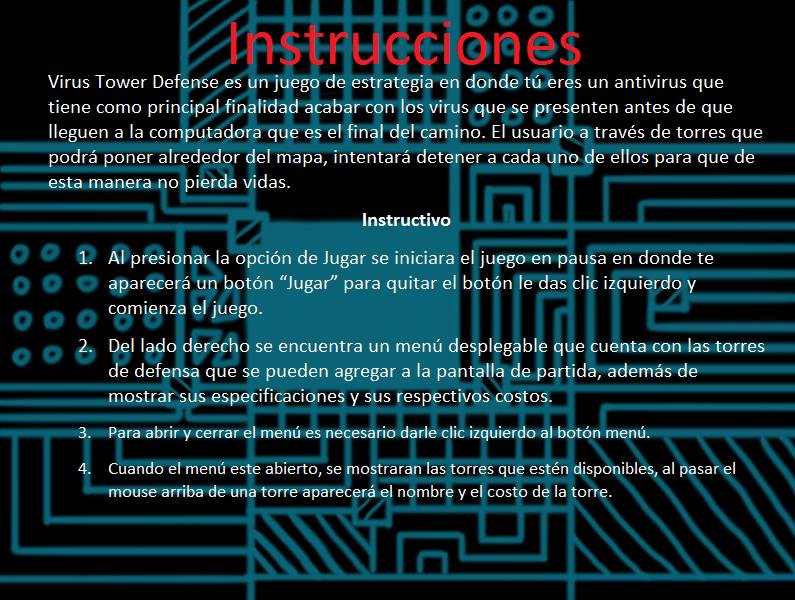 Instrucciones
Virus Tower Defense es un juego de estrategia en donde tú eres un antivirus que
tiene como principal finalidad acabar con los virus que se presenten antes de que
lleguen a la computadora que es el final del camino. El usuario a través de torres que
podrá poner alrededor del mapa, intentará detener a cada uno de ellos para que de
esta manera no pierda vidas.
Instructivo
1. Al presionar la opción de Jugar se iniciara el juego en pausa en donde te
aparecerá un botón “Jugar” para quitar el botón le das clic izquierdo y
comienza el juego.
2. Del lado derecho se encuentra un menú desplegable que cuenta con las torres
de defensa que se pueden agregar a la pantalla de partida, además de
mostrar sus especificaciones y sus respectivos costos.
3. Para abrir y cerrar el menú es necesario darle clic izquierdo al botón menú.
4. Cuando el menú este abierto, se mostraran las torres que estén disponibles, al pasar el
mouse arriba de una torre aparecerá el nombre y el costo de la torre.